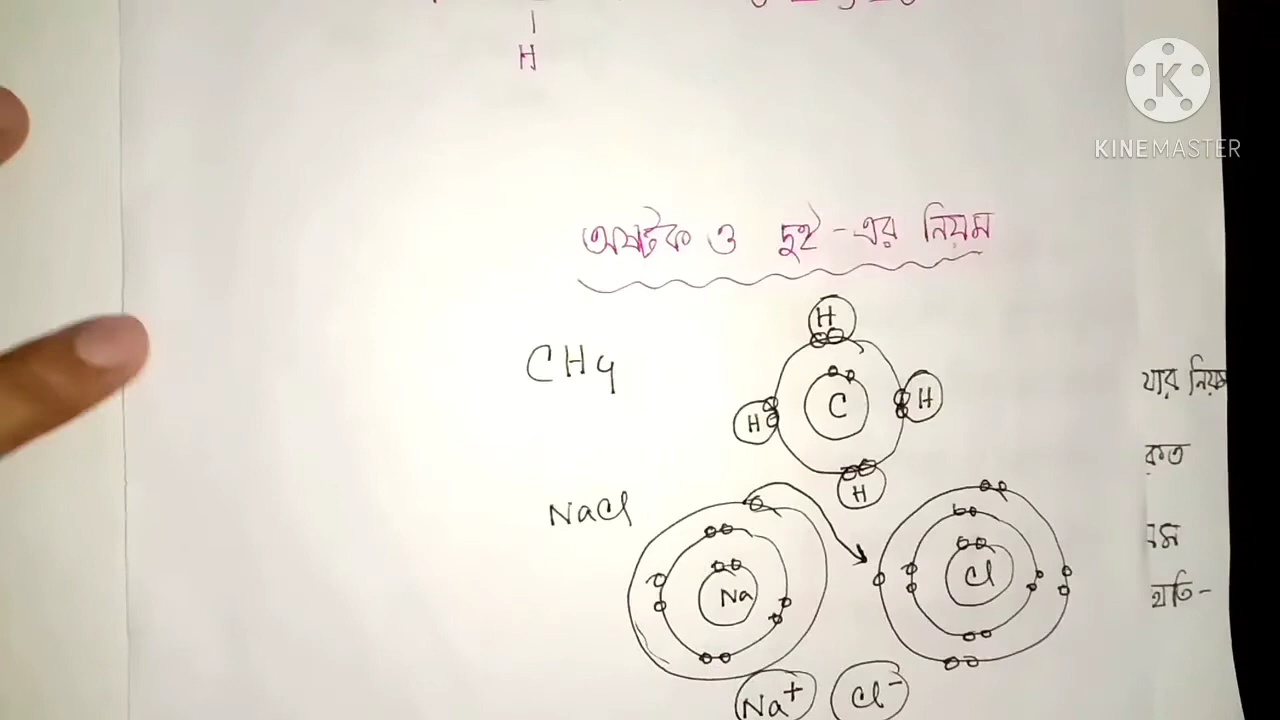 H
KINEMASTER
অষ্টক ও দুই-এর নিয়ম
H
CH4
C
H
H
H
NaCl
Na
Cl
Na+
Cl-
যার নিয়ম